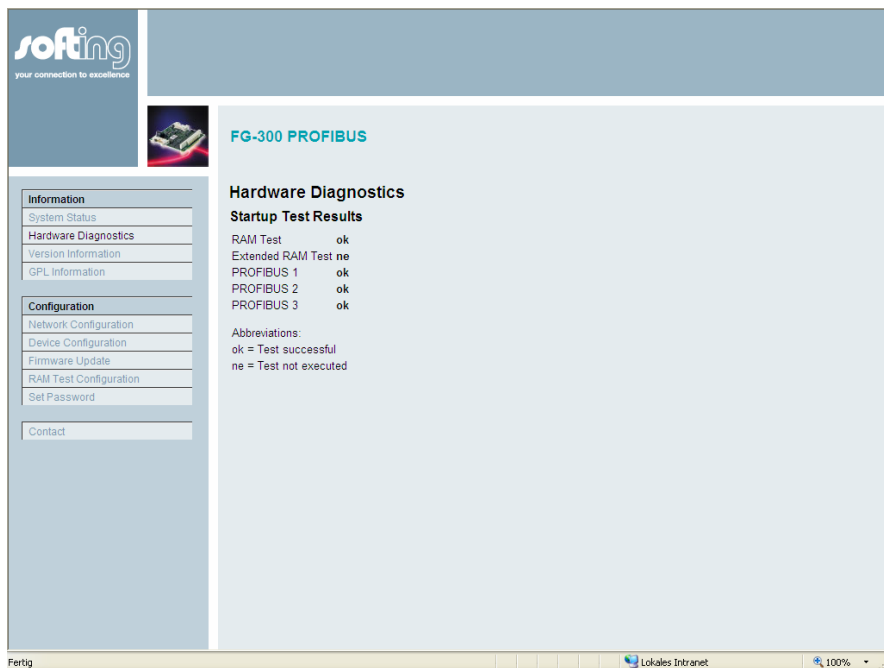 softing
your connection to excellence
FG-300 PROFIBUS
Information
System Status
Hardware Diagnostics
Version Information
GPL Information
Configuration
Network Configuration
Device Configuration
Firmware Update
RAM Test Configuration
Set Password
Contact
Hardware Diagnostics
Startup Test Results
RAM Test ok
Extended RAM Test ne
PROFIBUS 1 ok
PROFIBUS 2 ok
PROFIBUS 3 ok
Abbreviations:
ok = Test successful
ne = Test not executed
Fertig
Lokales Intranet
100%